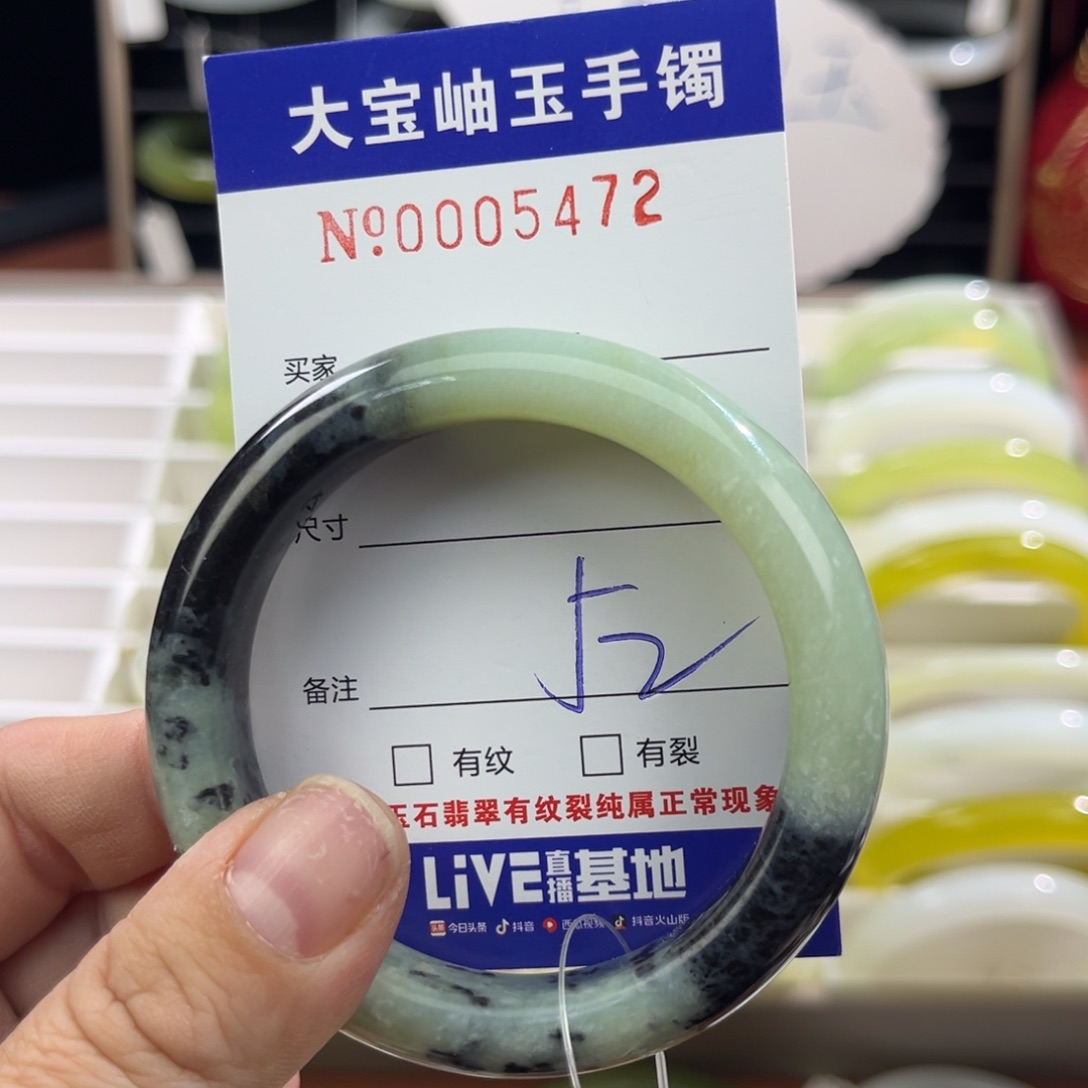 大宝岫玉手镯
№0005472
买家
尺寸
52
备注
有纹 有裂
玉石翡翠有纹裂纯属正常现象
LiVE直播基地
今日头条 抖音 西瓜视频 抖音火山版